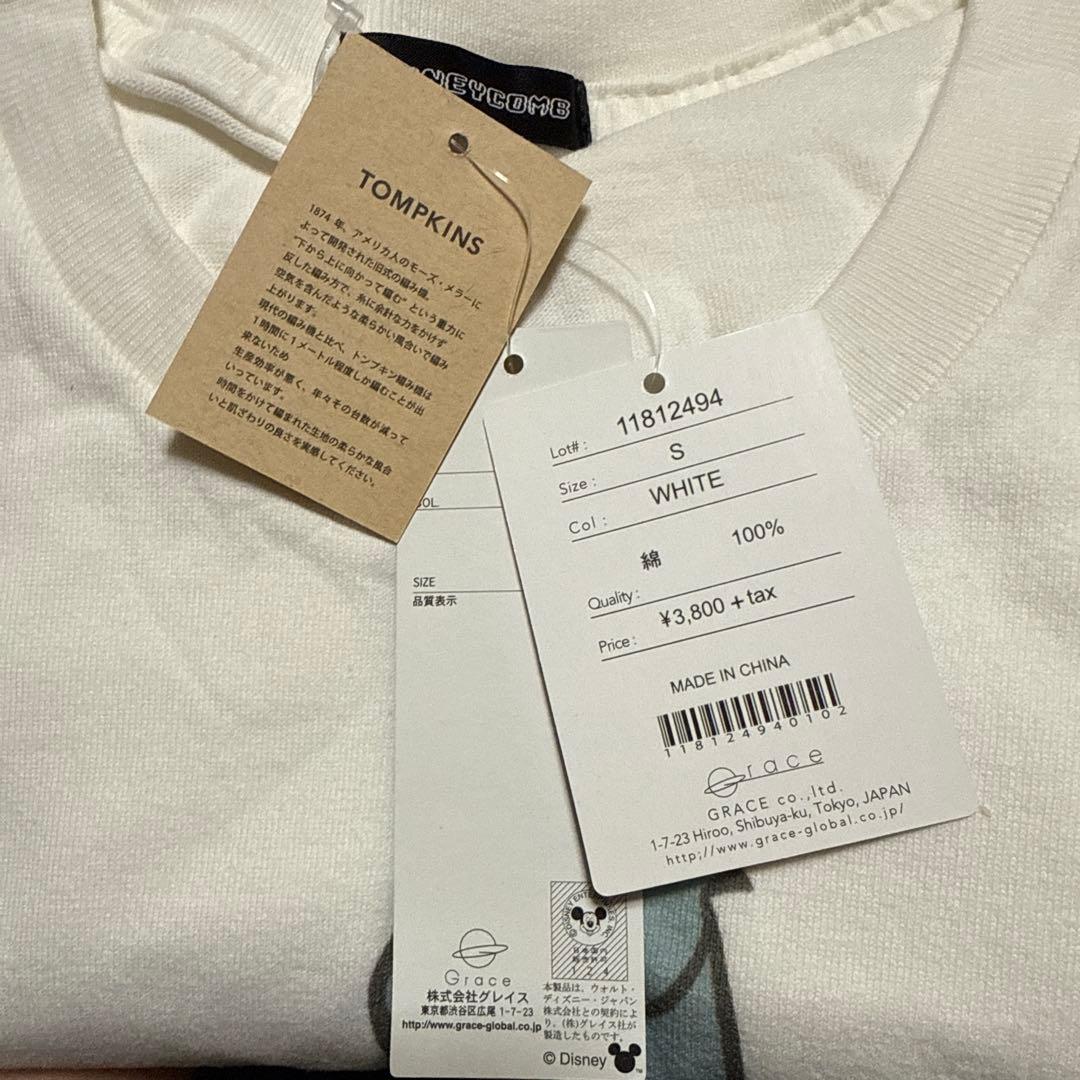 NEYCOMB
TOMPKINS
1874 年、アメリカ人のモーズ・メラーに
よって開発された旧式の編み機。
"下から上に向かって編む" という重力に
反した編み方で、糸に余計な力をかけず
空気を含んだような柔らかい風合いで編み
上がります。
現代の編み機と比べ、トンプキン編み機は
1時間に1メートル程度しか編むことが出
来ないため
生産効率が悪く、年々その台数が減って
いっています。
時間をかけて編まれた生地の柔らかな風合
いと肌ざわりの良さを実感してください。
Lot# : 11812494
Size : S
Col : WHITE
綿 100%
Quality :
Price : ¥3,800 +tax
MADE IN CHINA
118124940102
Grace
GRACE co.,ltd.
1-7-23 Hiroo, Shibuya-ku, Tokyo, JAPAN
http;//www.grace-global.co.jp/
COL.
SIZE
品質表示
Grace
株式会社グレイス
東京都渋谷区広尾 1-7-23
http://www.grace-global.co.jp
©DISNEY ENTERPRISES, INC.
日本国内
販売許可
124
本製品は、ウォルト・
ディズニー・ジャパン
株式会社との契約によ
り、(株)グレイス社が
製造したものです。
© Disney